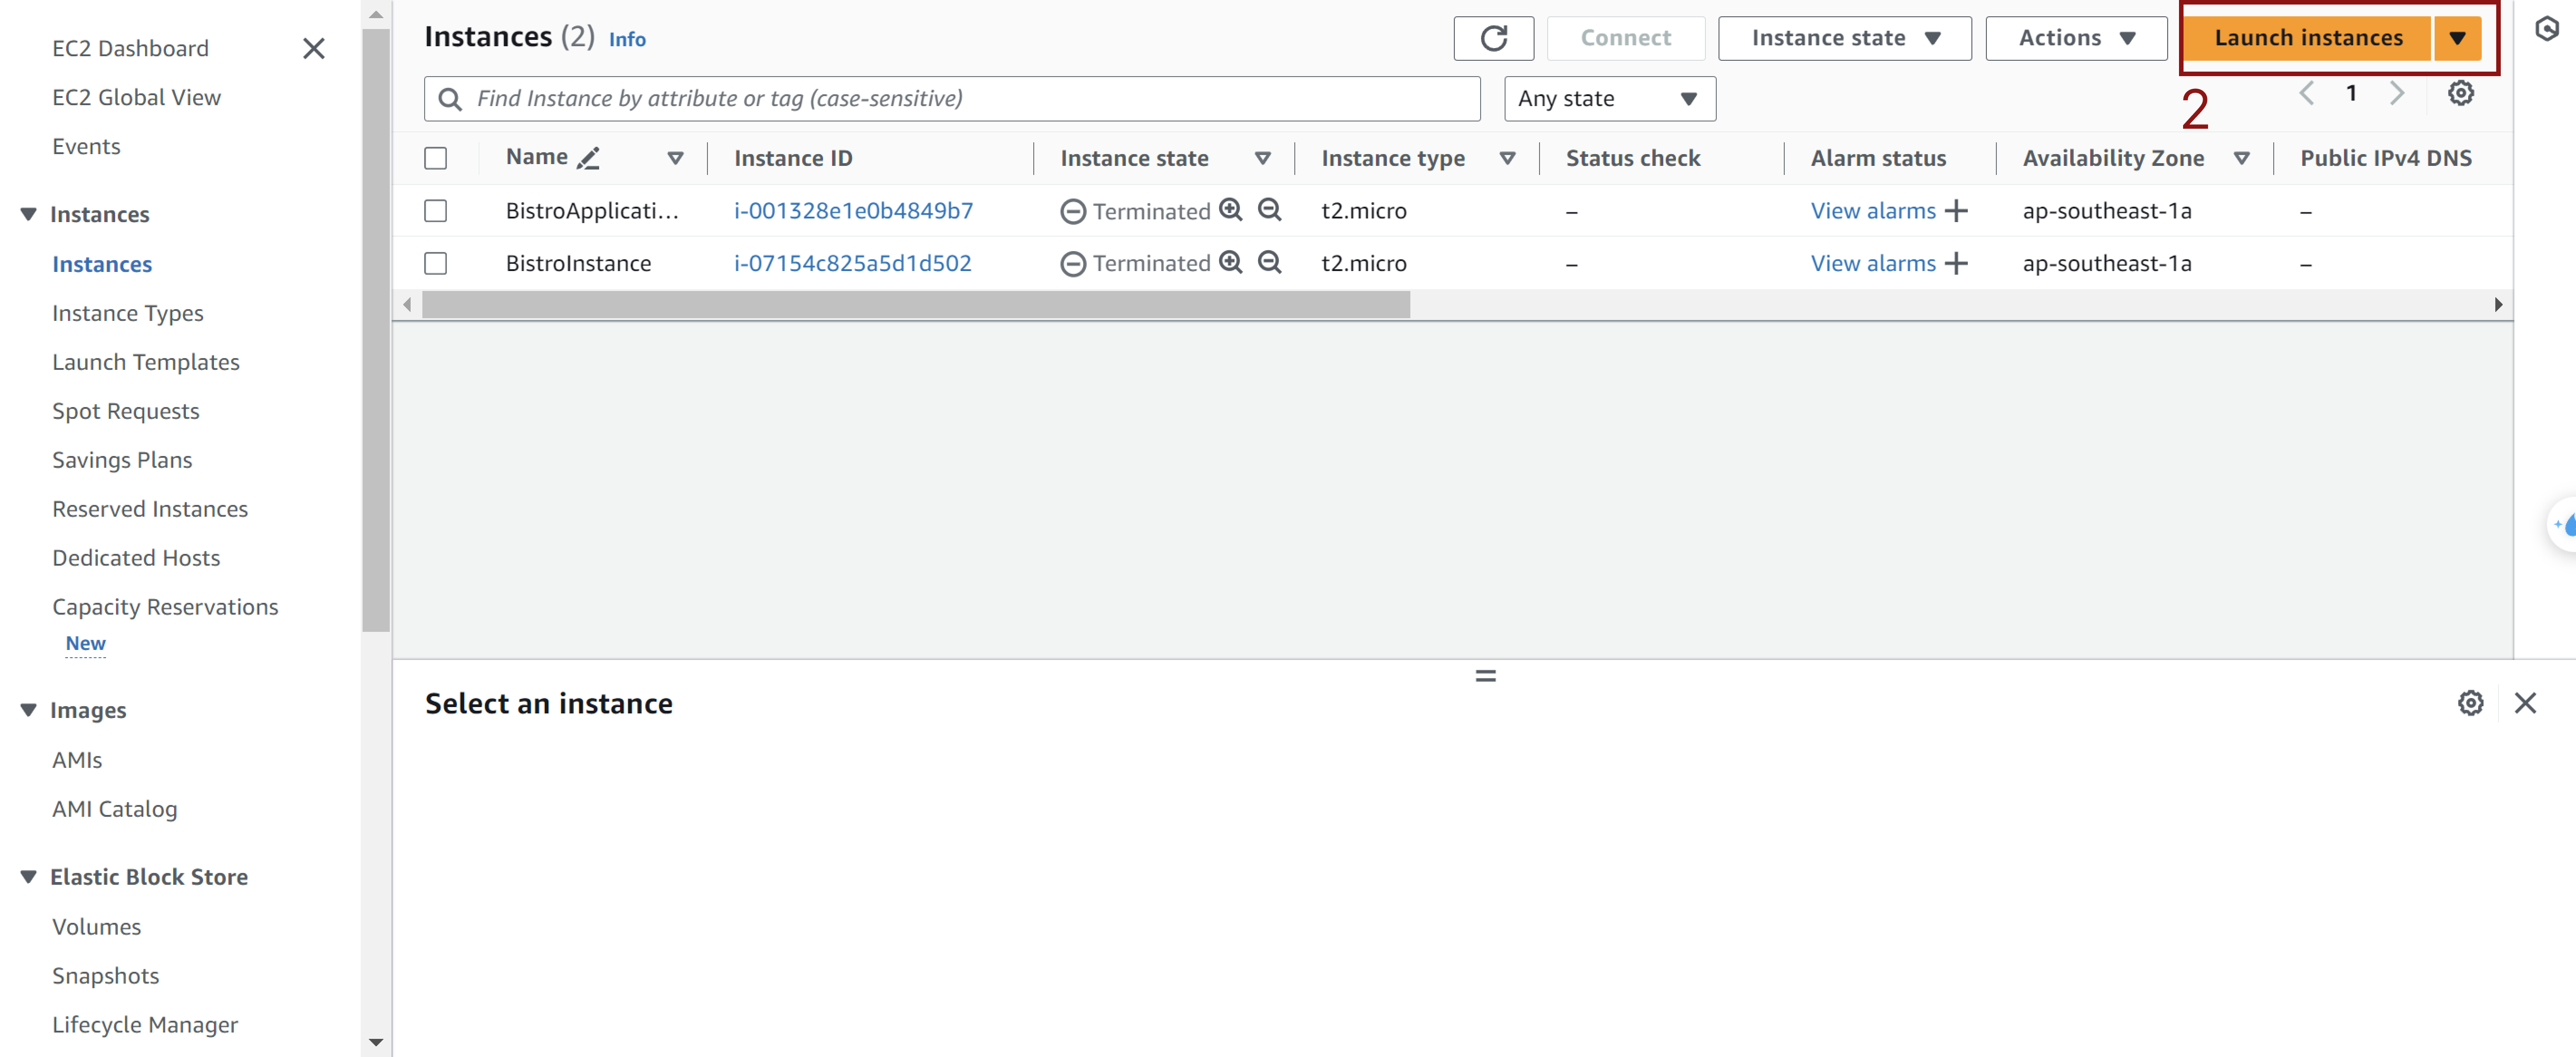 EC2 Dashboard
EC2 Global View
Events
Instances
Instances
Instance Types
Launch Templates
Spot Requests
Savings Plans
Reserved Instances
Dedicated Hosts
Capacity Reservations
New
Images
AMIs
AMI Catalog
Elastic Block Store
Volumes
Snapshots
Lifecycle Manager
Instances (2) Info
Connect
Instance state
Actions
Launch instances
Find Instance by attribute or tag (case-sensitive)
Any state
2
1
Name Instance ID Instance state Instance type Status check Alarm status Availability Zone Public IPv4 DNS
BistroApplicati... i-001328e1e0b4849b7 Terminated t2.micro – View alarms + ap-southeast-1a –
BistroInstance i-07154c825a5d1d502 Terminated t2.micro – View alarms + ap-southeast-1a –
Select an instance